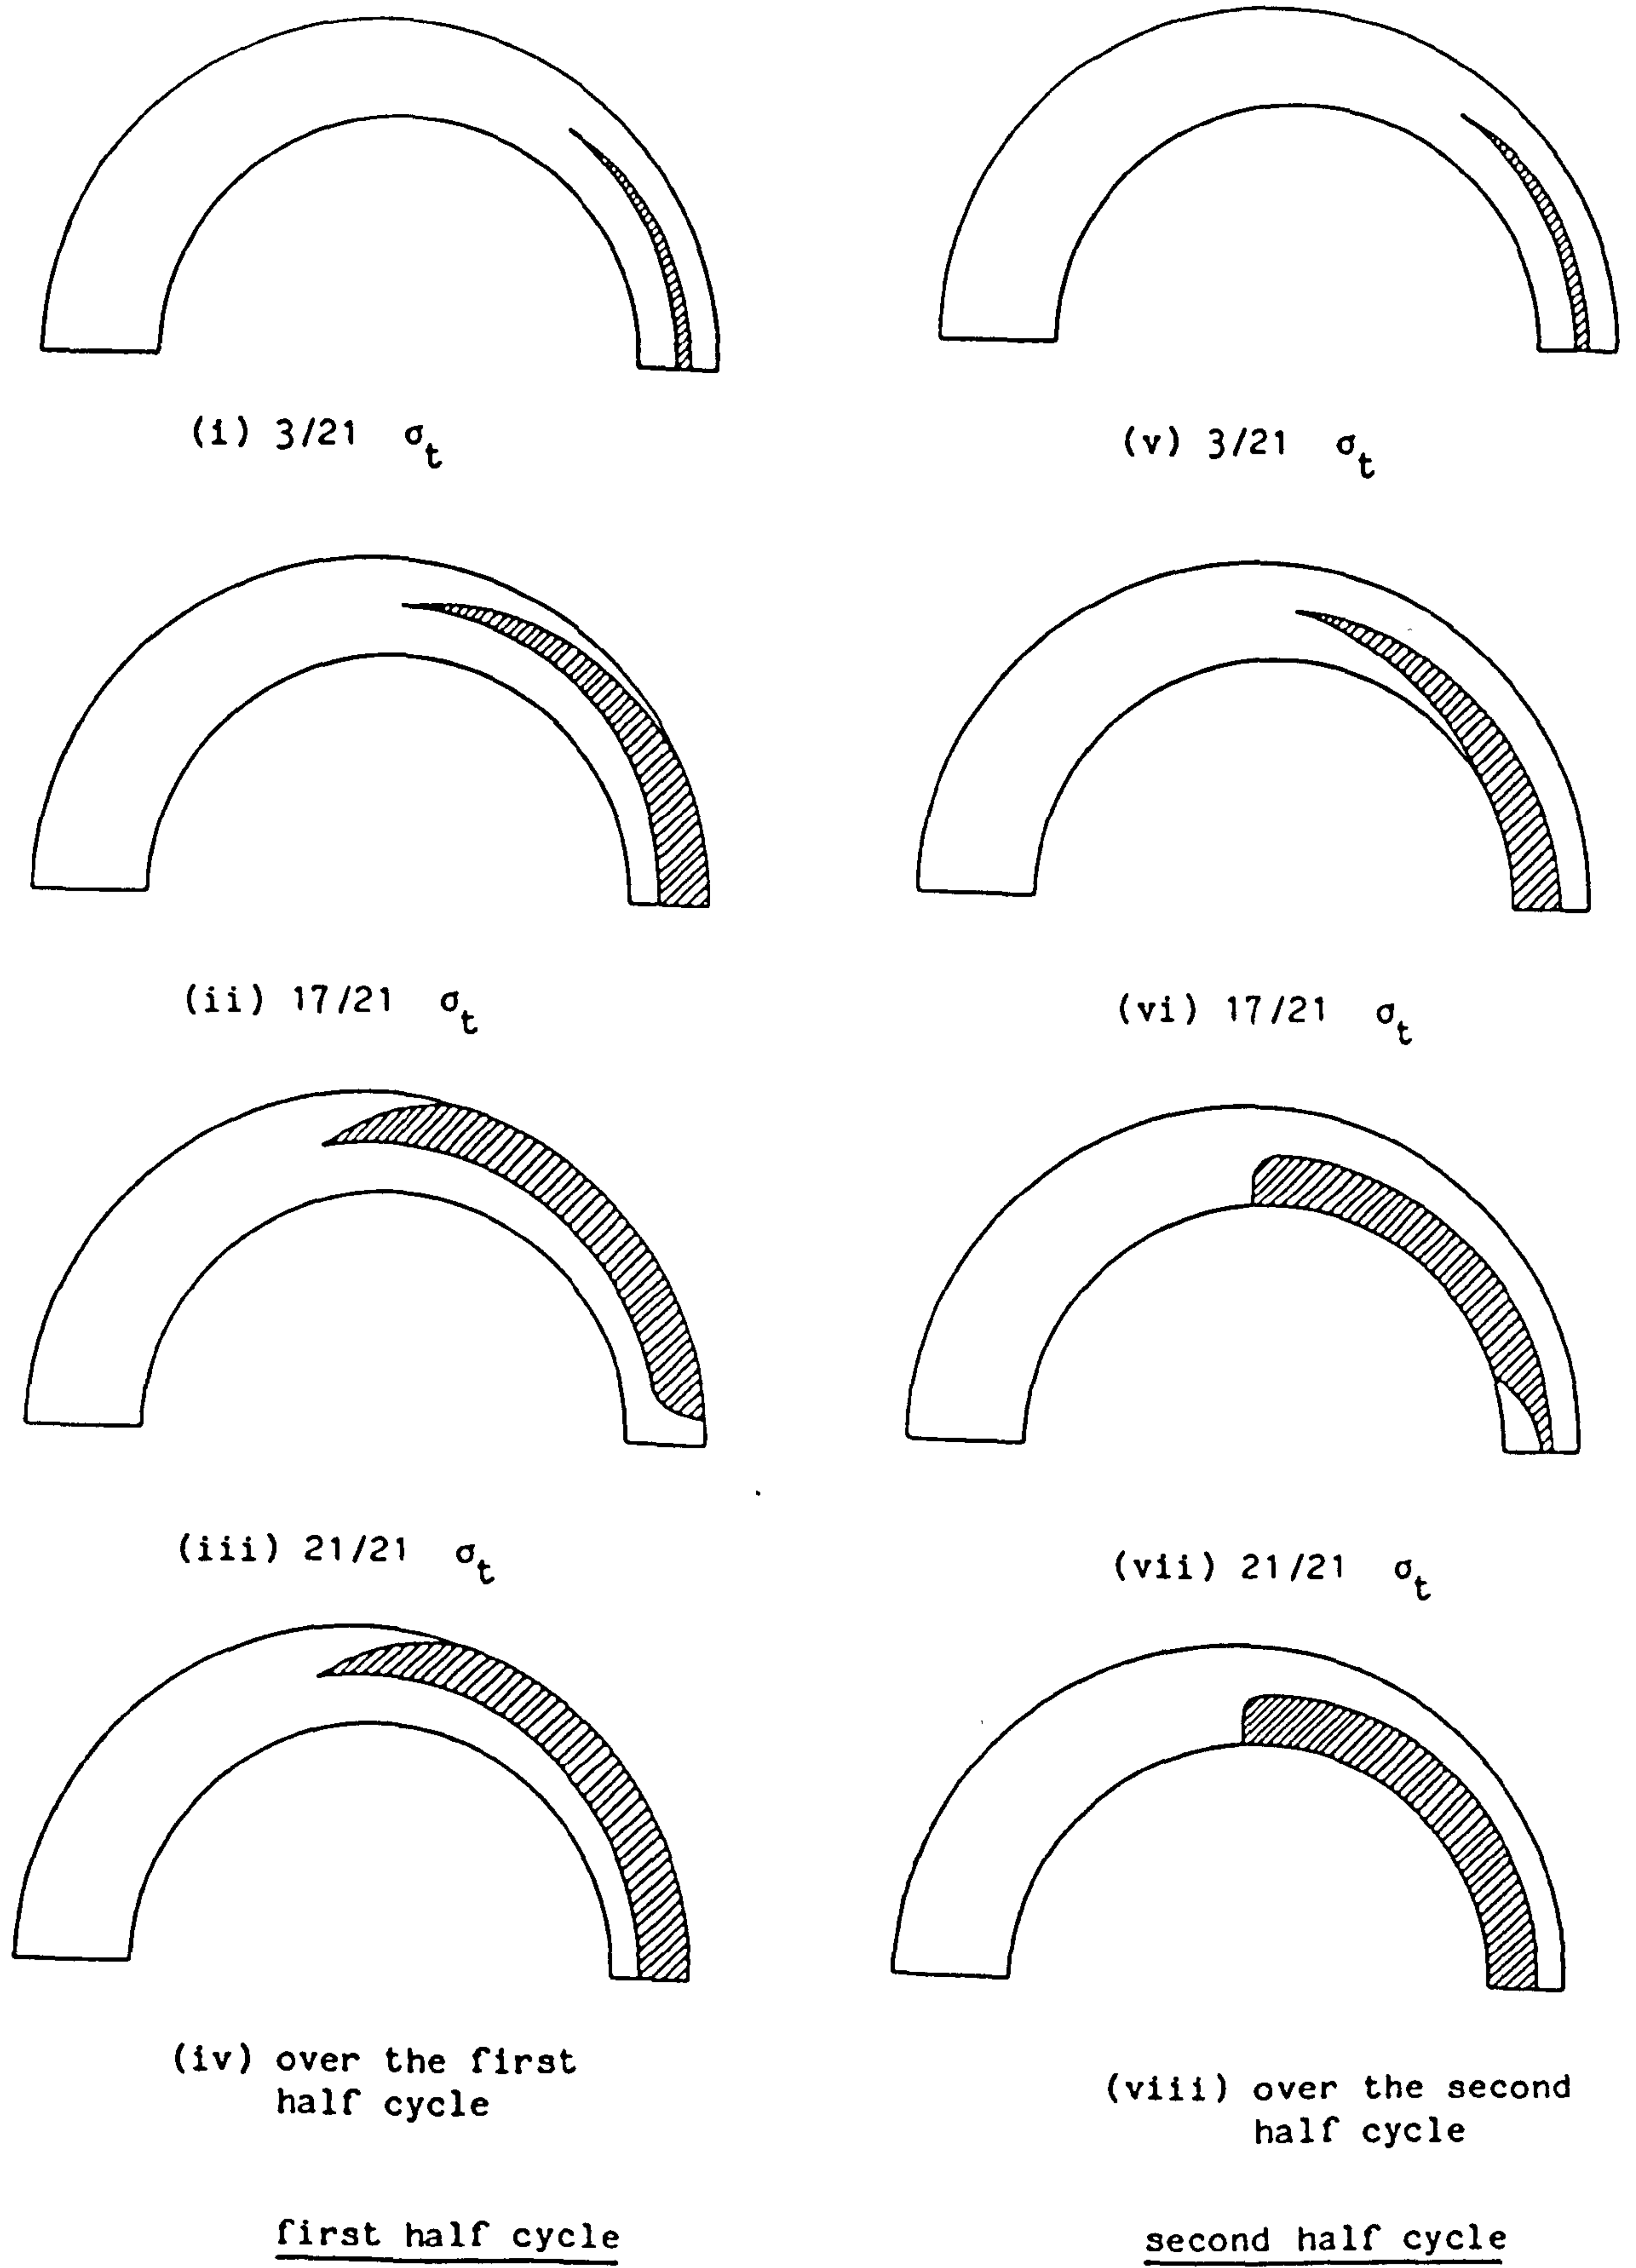 (i) 3/21 σt
(v) 3/21 σt
(ii) 17/21 σt
(vi) 17/21 σt
(iii) 21/21 σt
(vii) 21/21 σt
(iv) over the first
half cycle
(viii) over the second
half cycle
first half cycle
second half cycle